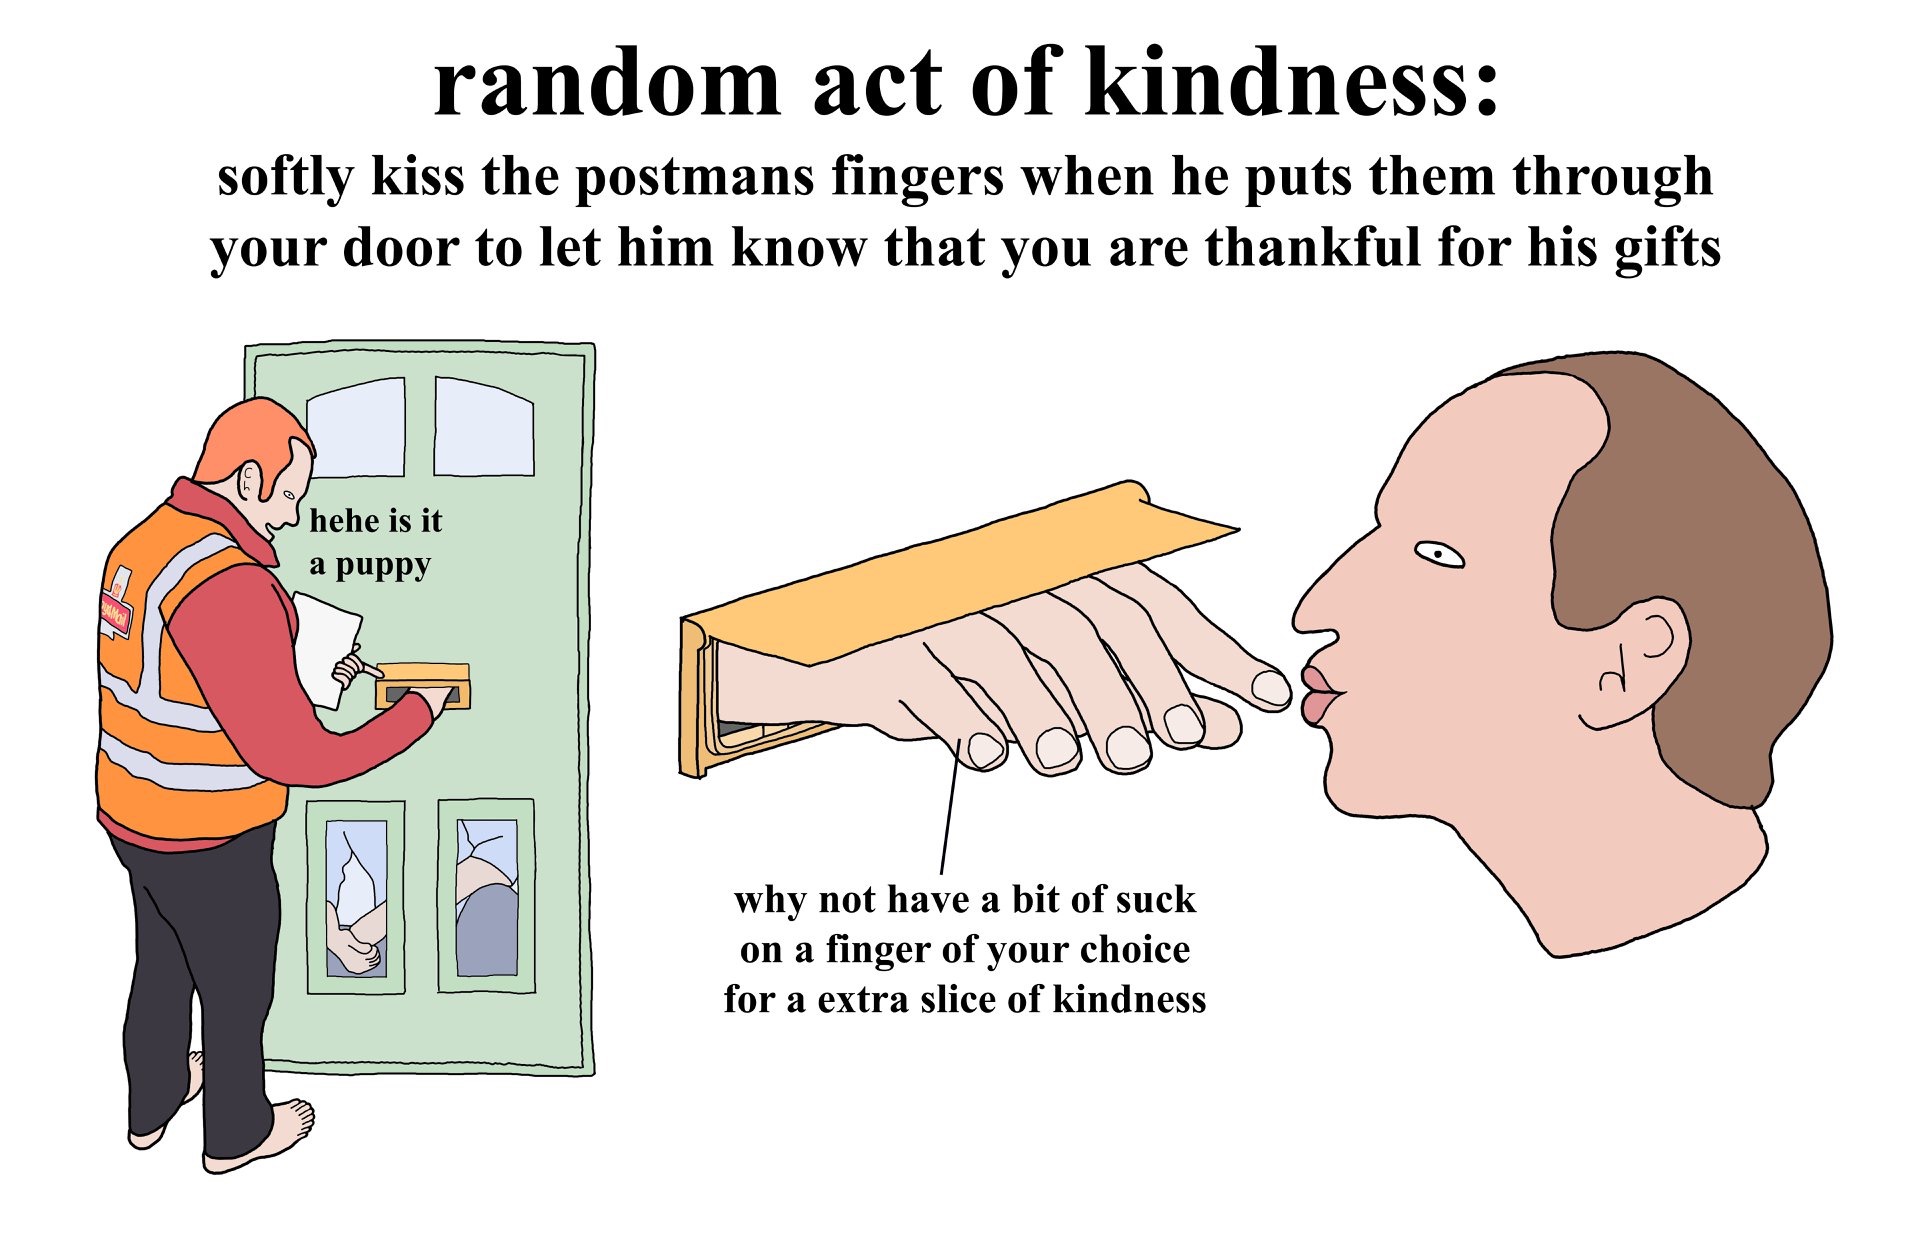 random act of kindness:
softly kiss the postmans fingers when he puts them through
your door to let him know that you are thankful for his gifts
hehe is it
a puppy
Royal Mail
why not have a bit of suck
on a finger of your choice
for a extra slice of kindness